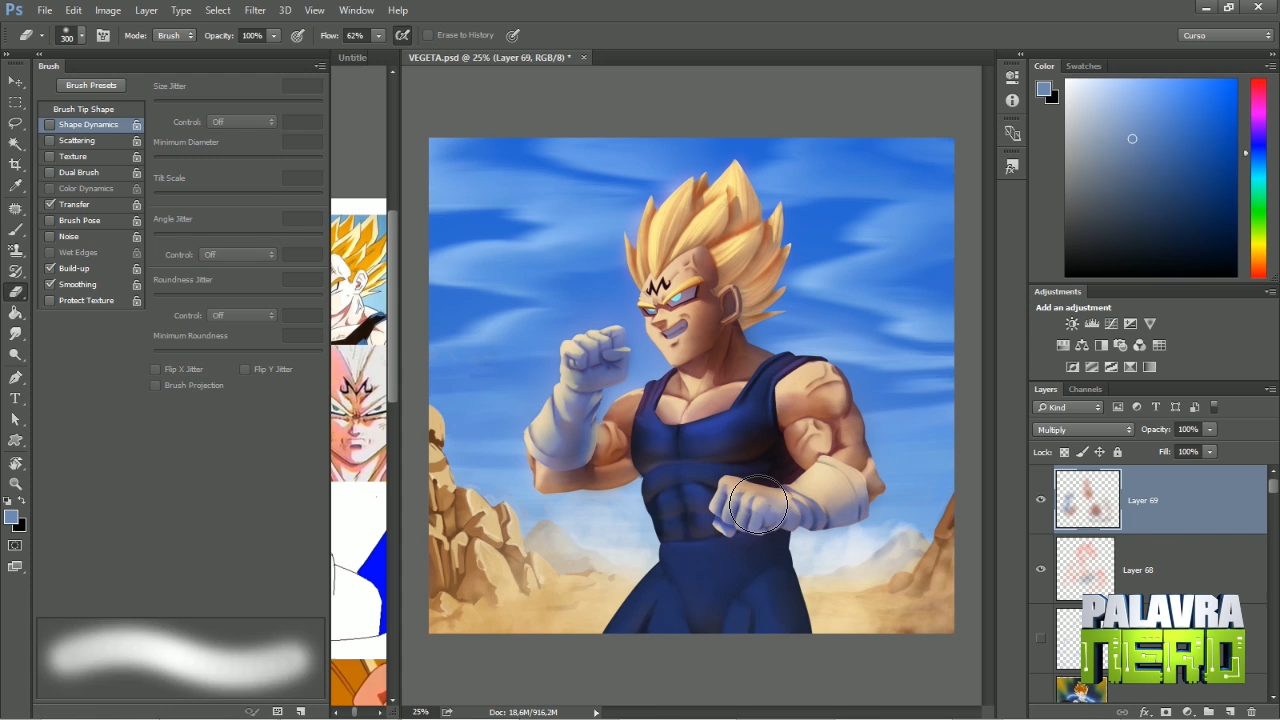 Ps File Edit Image Layer Type Select Filter 3D View Window Help
300 Mode: Brush Opacity: 100% Flow: 62% Erase to History Curso
Brush
Untitle
VEGETA.psd @ 25% (Layer 69, RGB/8) *
Color Swatches
Brush Presets
Size Jitter
Brush Tip Shape
Shape Dynamics
Control: Off
Scattering
Minimum Diameter
Texture
Dual Brush
Tilt Scale
Color Dynamics
Transfer
Brush Pose
Angle Jitter
Noise
Wet Edges
Control: Off
Build-up
Smoothing
Roundness Jitter
Protect Texture
Control: Off
Minimum Roundness
Flip X Jitter Flip Y Jitter
Brush Projection
Adjustments
Add an adjustment
Layers Channels
Kind
Multiply Opacity: 100%
Lock: Fill: 100%
Layer 69
Layer 68
PALAVRA
NERD
25% Doc: 18,6M/916,2M